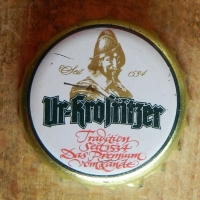 Seit 1534
Ur-Krostitzer
Tradition
Seit 1534
Das Premium
vom Lande